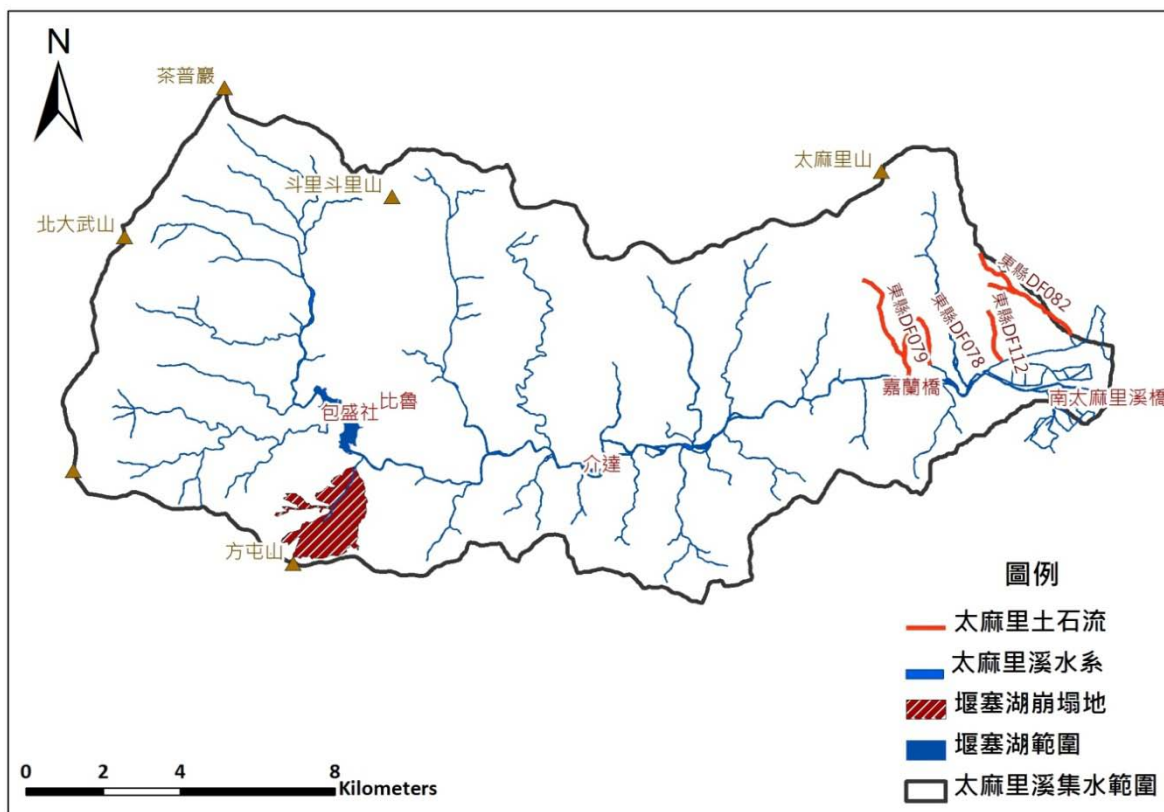 N
茶普巖
太麻里山
斗里斗里山
北大武山
東縣DF082
東縣DF079
東縣DF078
東縣DF112
嘉蘭橋
比魯
包盛社
南太麻里溪橋
介達
方屯山
圖例
太麻里土石流
太麻里溪水系
堰塞湖崩塌地
堰塞湖範圍
太麻里溪集水範圍
0 2 4 8
Kilometers